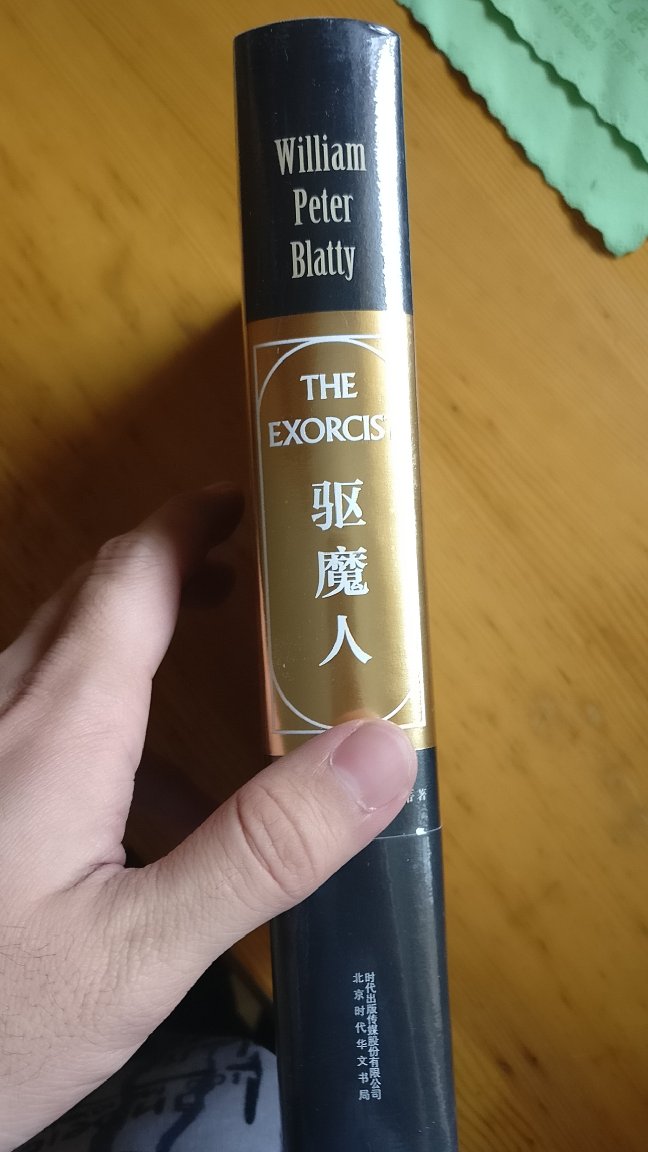 William
Peter
Blatty
THE
EXORCIST
驱魔人
著
时代出版传媒股份有限公司
北京时代华文书局